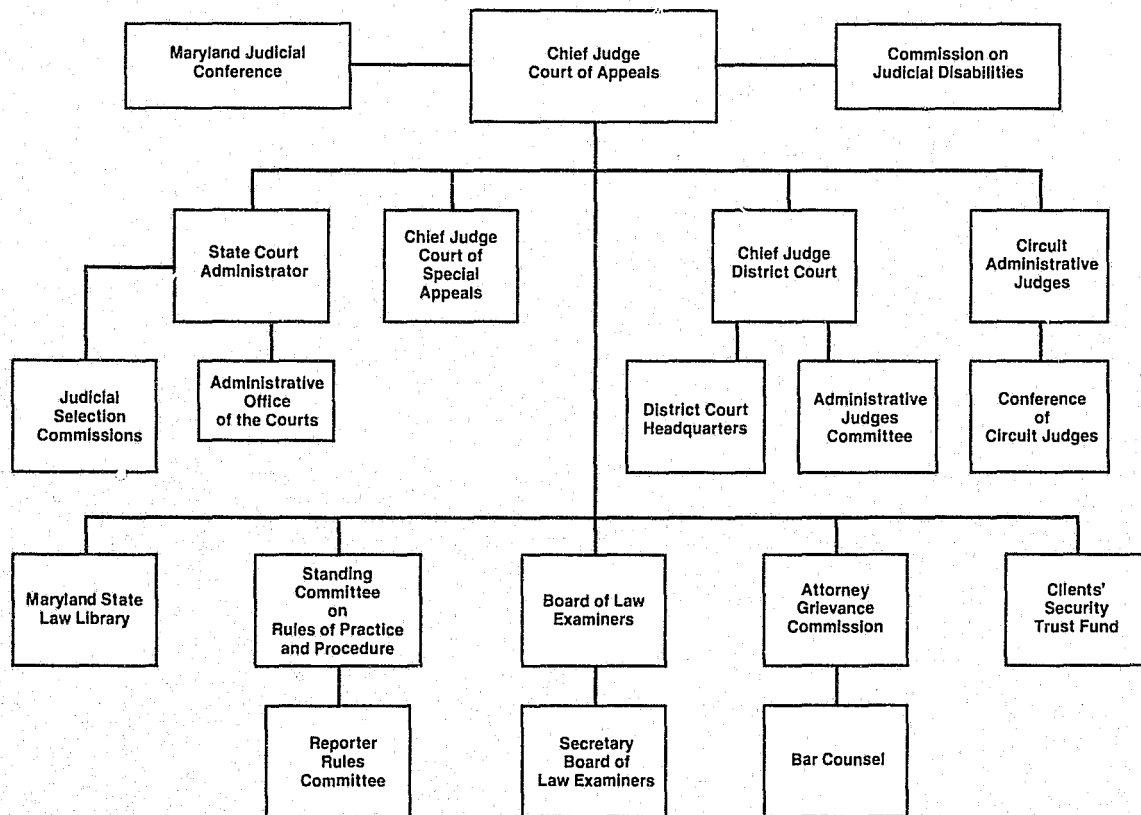 Maryland Judicial
Conference
Chief Judge
Court of Appeals
Commission on
Judicial Disabilities
State Court
Administrator
Chief Judge
Court of
Special
Appeals
Chief Judge
District Court
Circuit
Administrative
Judges
Judicial
Selection
Commissions
Administrative
Office
of the Courts
District Court
Headquarters
Administrative
Judges
Committee
Conference
of
Circuit Judges
Maryland State
Law Library
Standing
Committee
on
Rules of Practice
and Procedure
Board of Law
Examiners
Attorney
Grievance
Commission
Clients'
Security
Trust Fund
Reporter
Rules
Committee
Secretary
Board of
Law Examiners
Bar Counsel